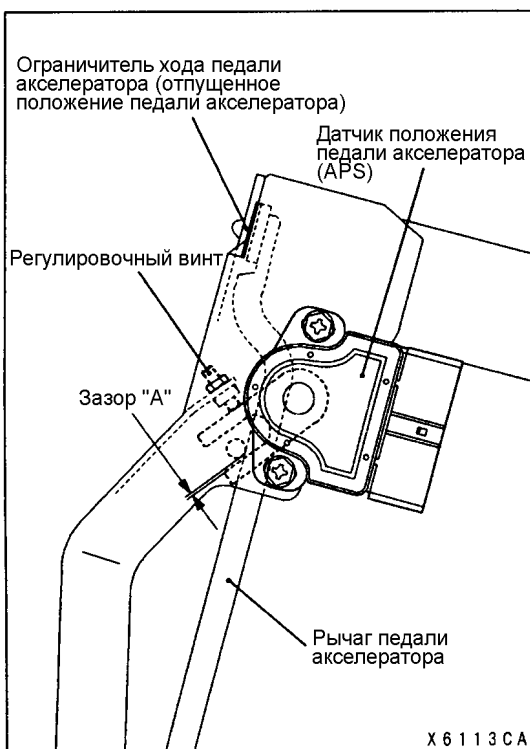 Ограничитель хода педали
акселератора (отпущенное
положение педали акселератора)
Датчик положения
педали акселератора
(APS)
Регулировочный винт
Зазор "А"
Рычаг педали
акселератора
X6113CA